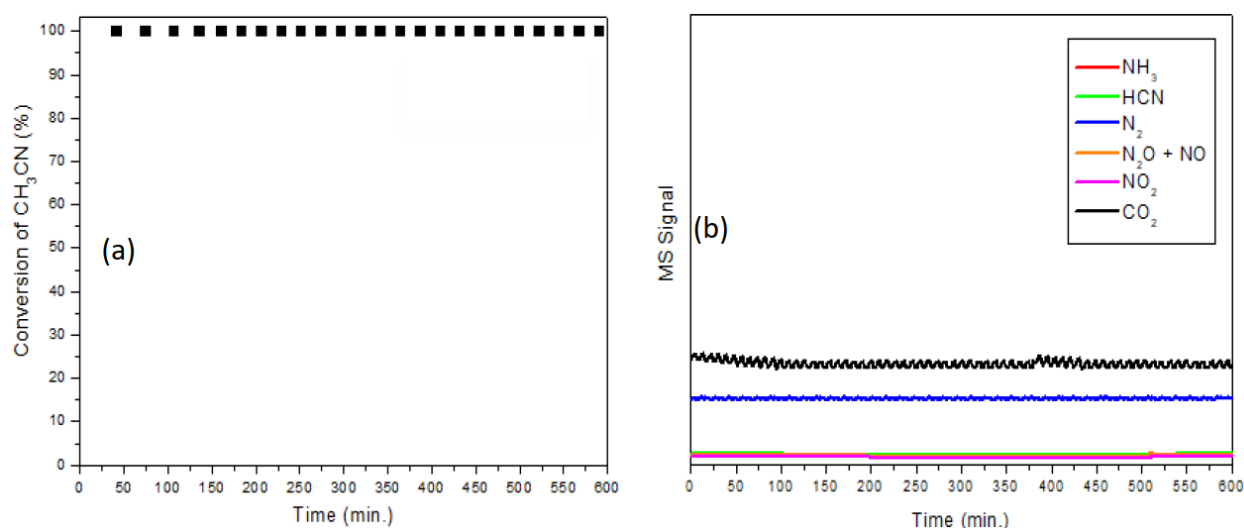 100
90
80
70
60
50
40
30
20
10
0
Conversion of CH₃CN (%)
(a)
0 50 100 150 200 250 300 350 400 450 500 550 600
Time (min.)
MS Signal
(b)
NH₃
HCN
N₂
N₂O + NO
NO₂
CO₂
0 50 100 150 200 250 300 350 400 450 500 550 600
Time (min.)